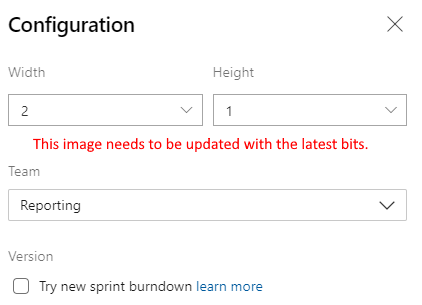 Configuration
Width Height
2 1
This image needs to be updated with the latest bits.
Team
Reporting
Version
Try new sprint burndown learn more